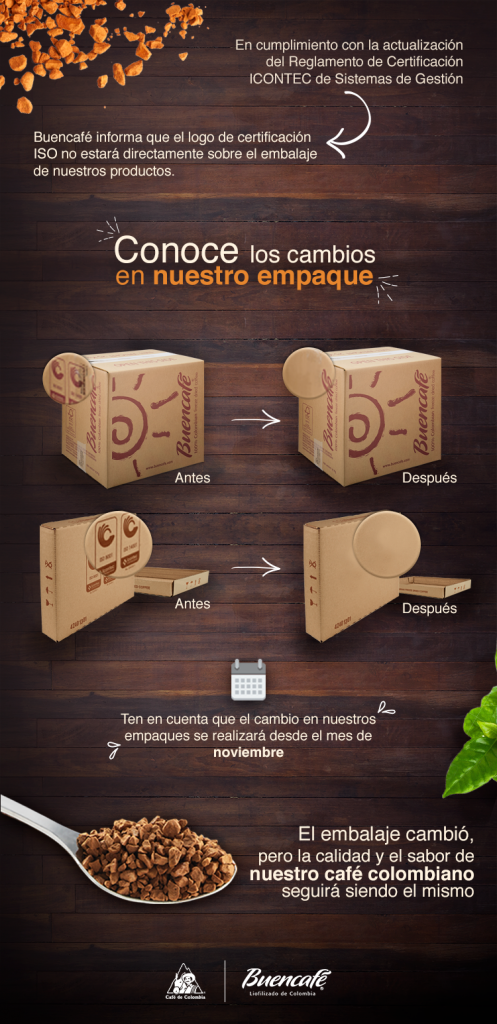 En cumplimiento con la actualización
del Reglamento de Certificación
ICONTEC de Sistemas de Gestión
Buencafé informa que el logo de certificación
ISO no estará directamente sobre el embalaje
de nuestros productos.
Conoce los cambios
en nuestro empaque
Buencafé
Buencafé
Antes
Buencafé
Buencafé
Después
Antes
Después
Ten en cuenta que el cambio en nuestros
empaques se realizará desde el mes de
noviembre
El embalaje cambió,
pero la calidad y el sabor de
nuestro café colombiano
seguirá siendo el mismo
Café de Colombia
Buencafé
Liofilizado de Colombia